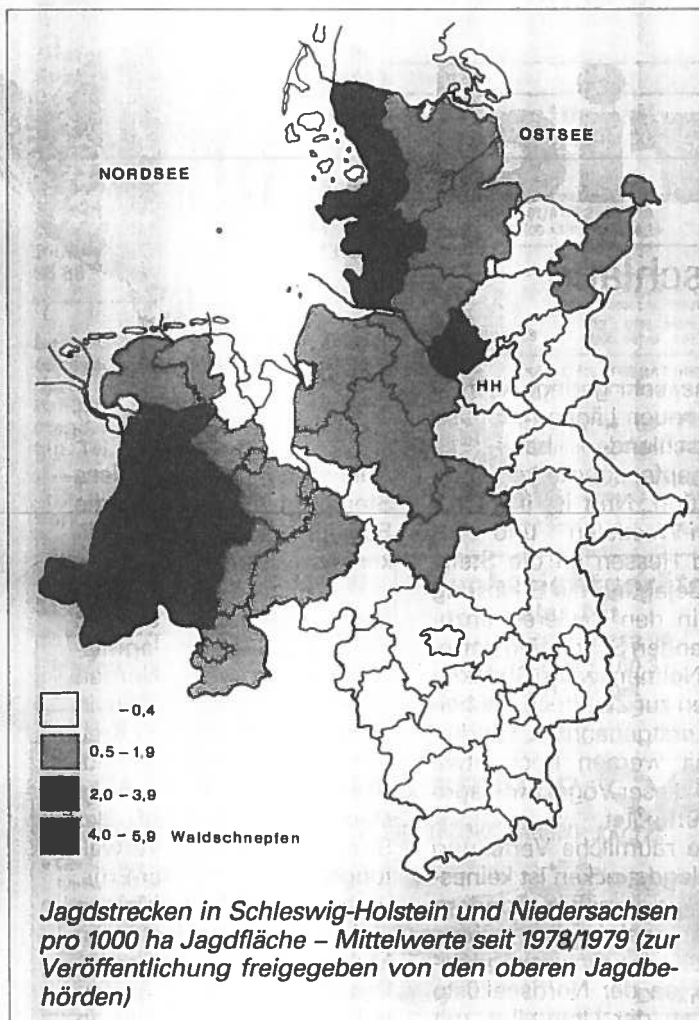 NORDSEE
OSTSEE
HH
–0,4
0,5–1,9
2,0–3,9
4,0–5,9 Waldschnepfen
Jagdstrecken in Schleswig-Holstein und Niedersachsen
pro 1000 ha Jagdfläche – Mittelwerte seit 1978/1979 (zur
Veröffentlichung freigegeben von den oberen Jagdbe-
hörden)